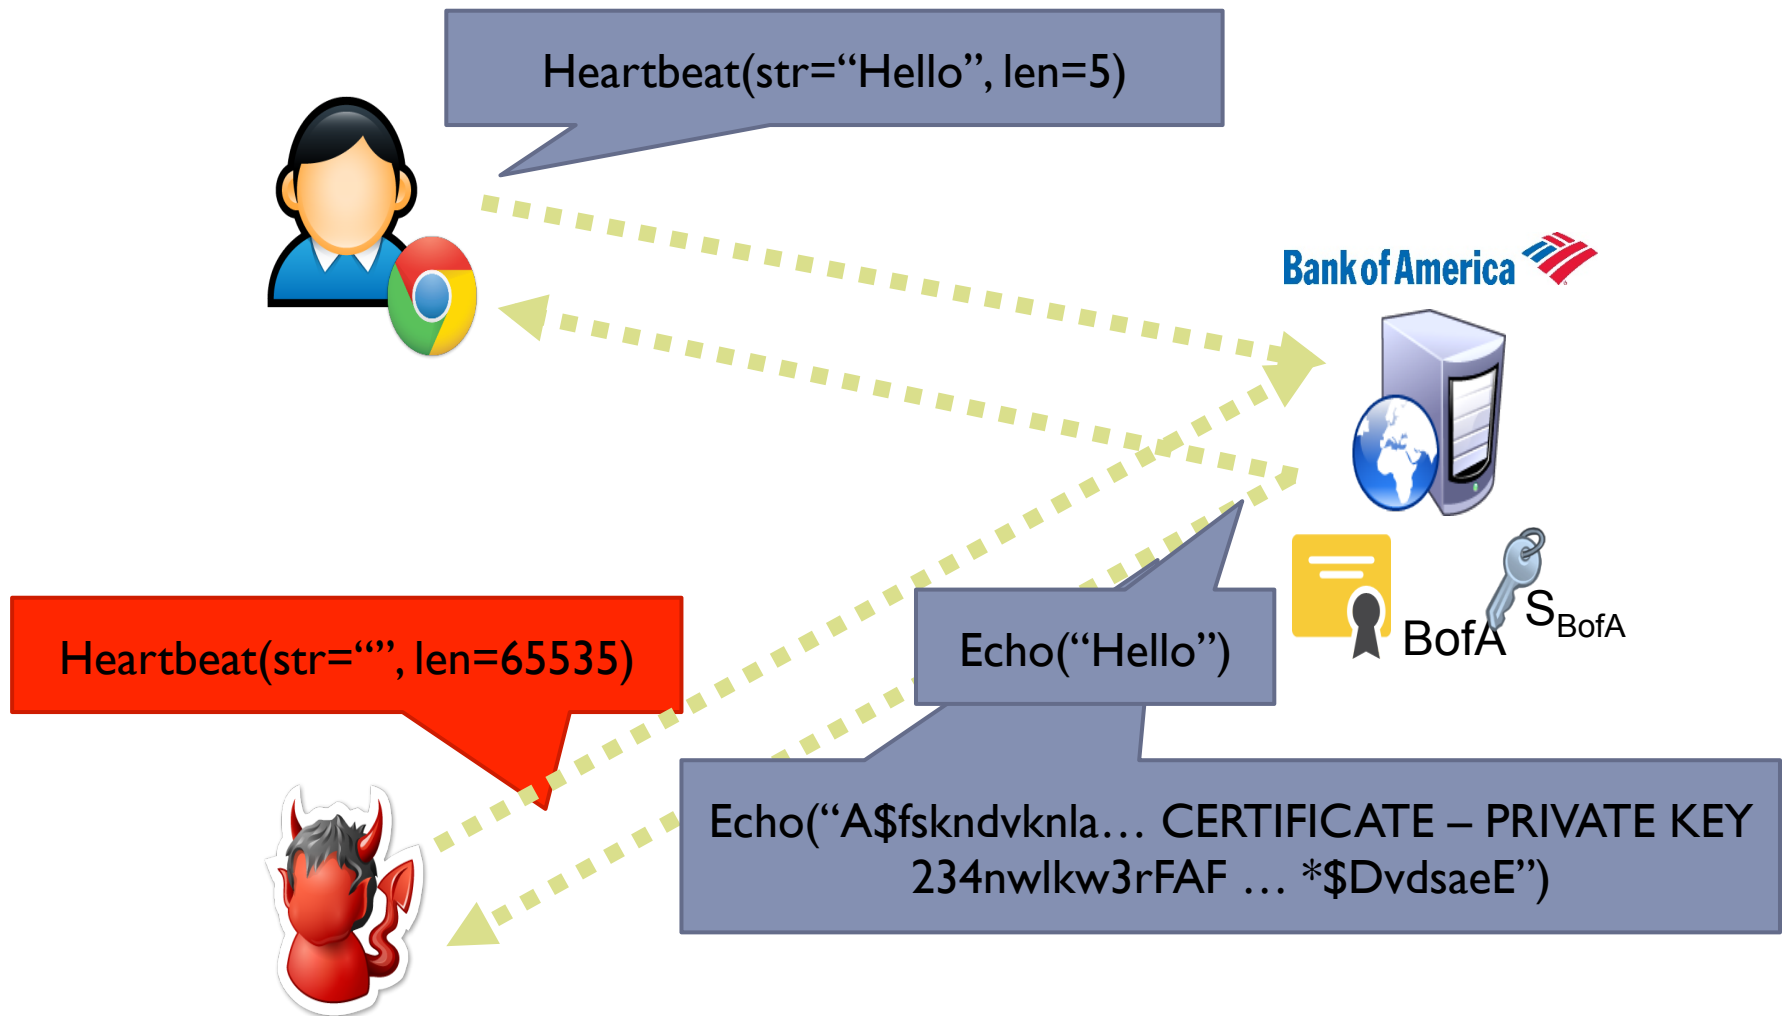 Heartbeat(str=“Hello”, len=5)
Bank of America
Echo(“Hello”)
BofA
S_BofA
Heartbeat(str=“”, len=65535)
Echo(“A$fskndvknla… CERTIFICATE – PRIVATE KEY
234nwlkw3rFAF … *$DvdsaeE”)